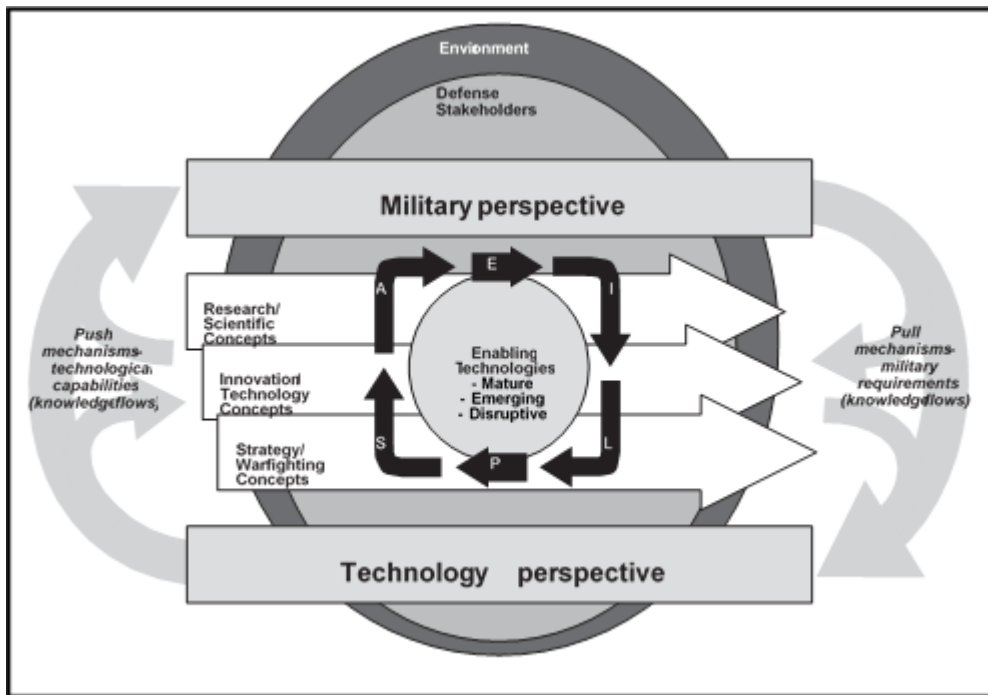 Environment
Defense
Stakeholders
Military perspective
A
E
I
Research/
Scientific
Concepts
Push
mechanisms-
technological
capabilities
(knowledgeflows)
Enabling
Technologies
- Mature
- Emerging
- Disruptive
Pull
mechanisms-
military
requirements
(knowledgeflows)
Innovation/
Technology
Concepts
S
P
L
Strategy/
Warfighting
Concepts
Technology perspective